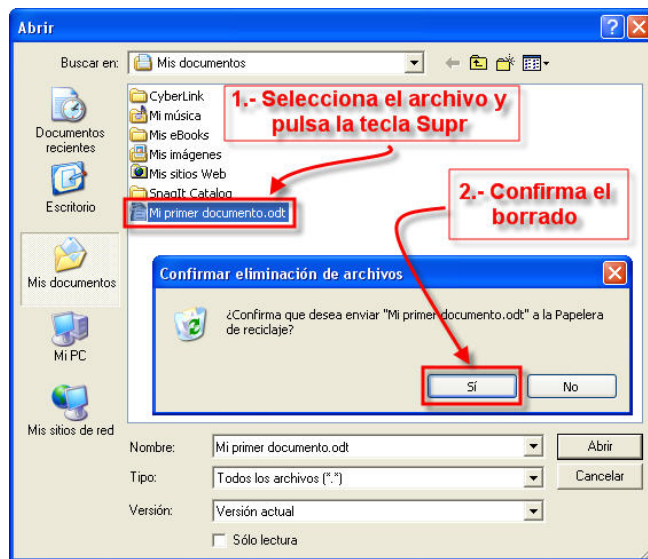 Abrir
Buscar en:
Mis documentos
CyberLink
Mi música
Mis eBooks
Mis imágenes
Mis sitios Web
SnagIt Catalog
Mi primer documento.odt
1.- Selecciona el archivo y
pulsa la tecla Supr
2.- Confirma el
borrado
Documentos
recientes
Escritorio
Mis documentos
Mi PC
Mis sitios de red
Confirmar eliminación de archivos
¿Confirma que desea enviar "Mi primer documento.odt" a la Papelera
de reciclaje?
Sí
No
Nombre:
Mi primer documento.odt
Abrir
Tipo:
Todos los archivos (*.*)
Cancelar
Versión:
Versión actual
Sólo lectura